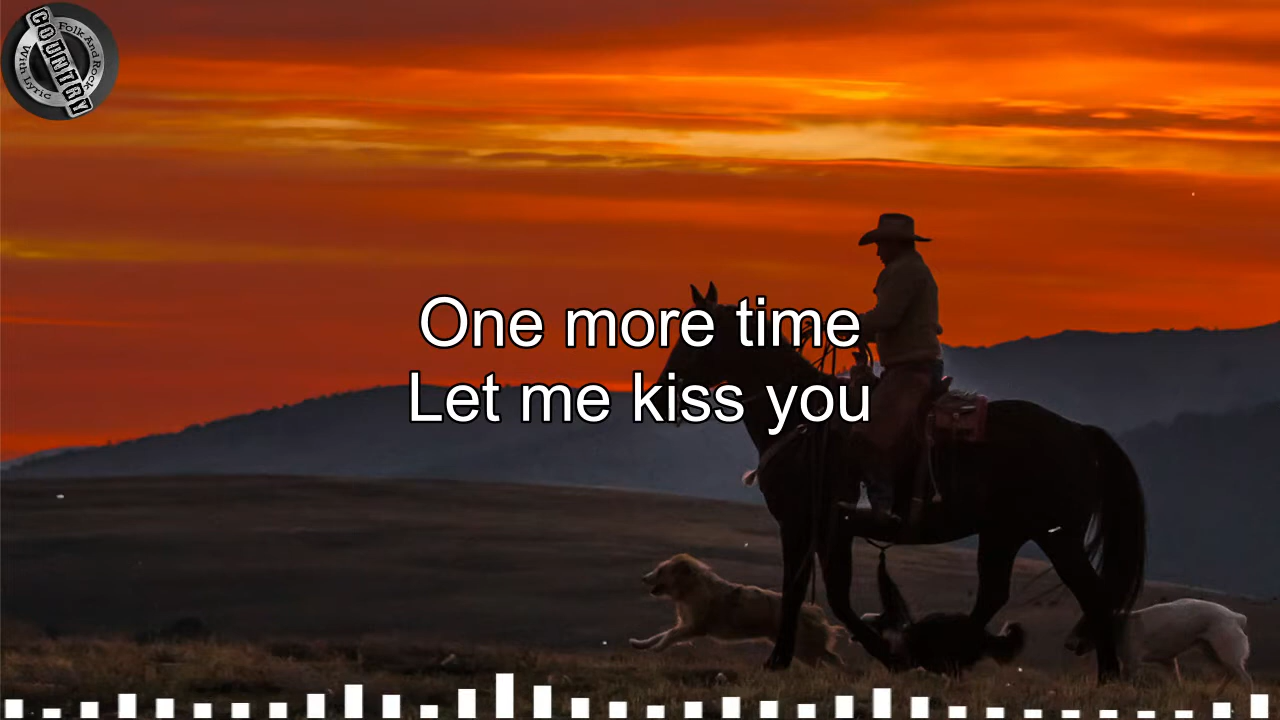 COUNTRY
Folk And Rock
With Lyric
One more time
Let me kiss you